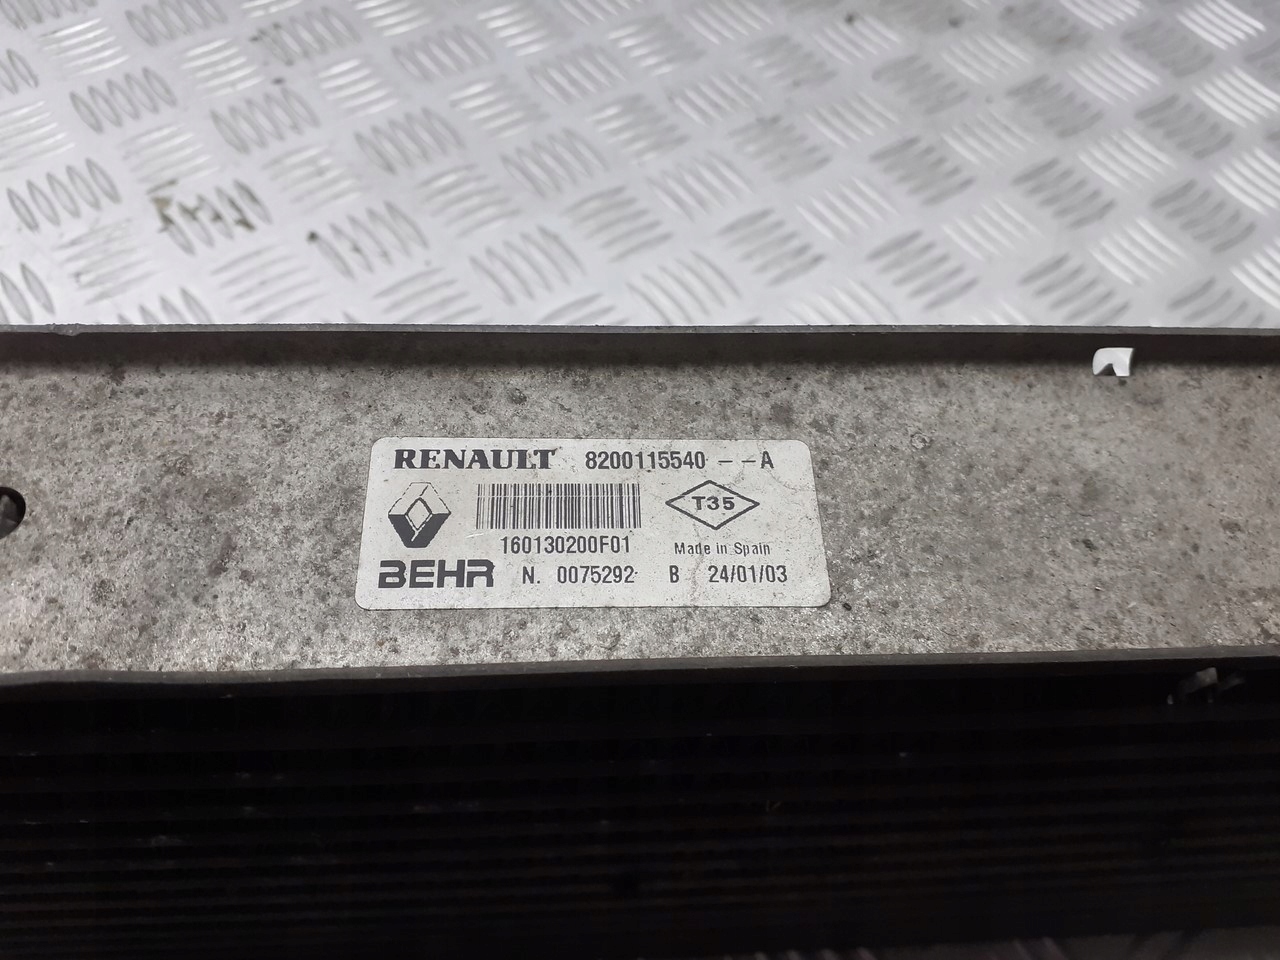 RENAULT 8200115540 - - A
T35
160130200F01 Made in Spain
BEHR N. 0075292 B 24/01/03